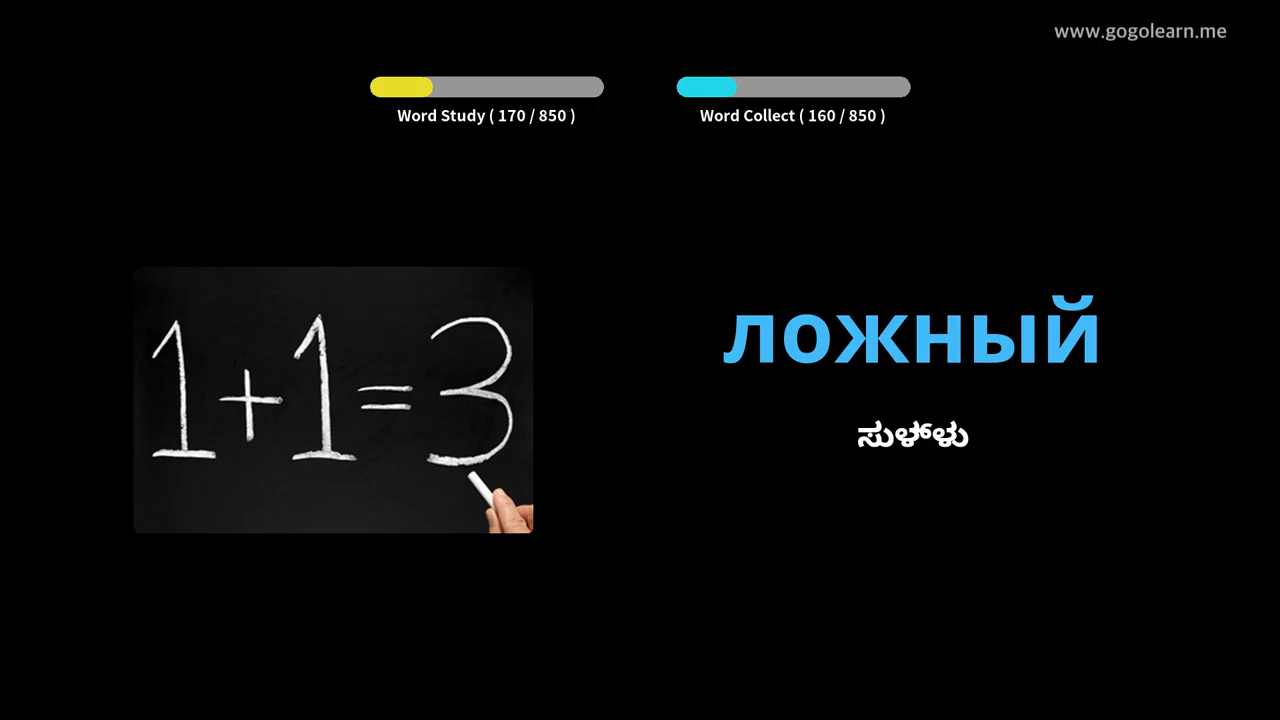 www.gogolearn.me
Word Study ( 170 / 850 )
Word Collect ( 160 / 850 )
1+1=3
ложный
ಸುಳ್ಳು